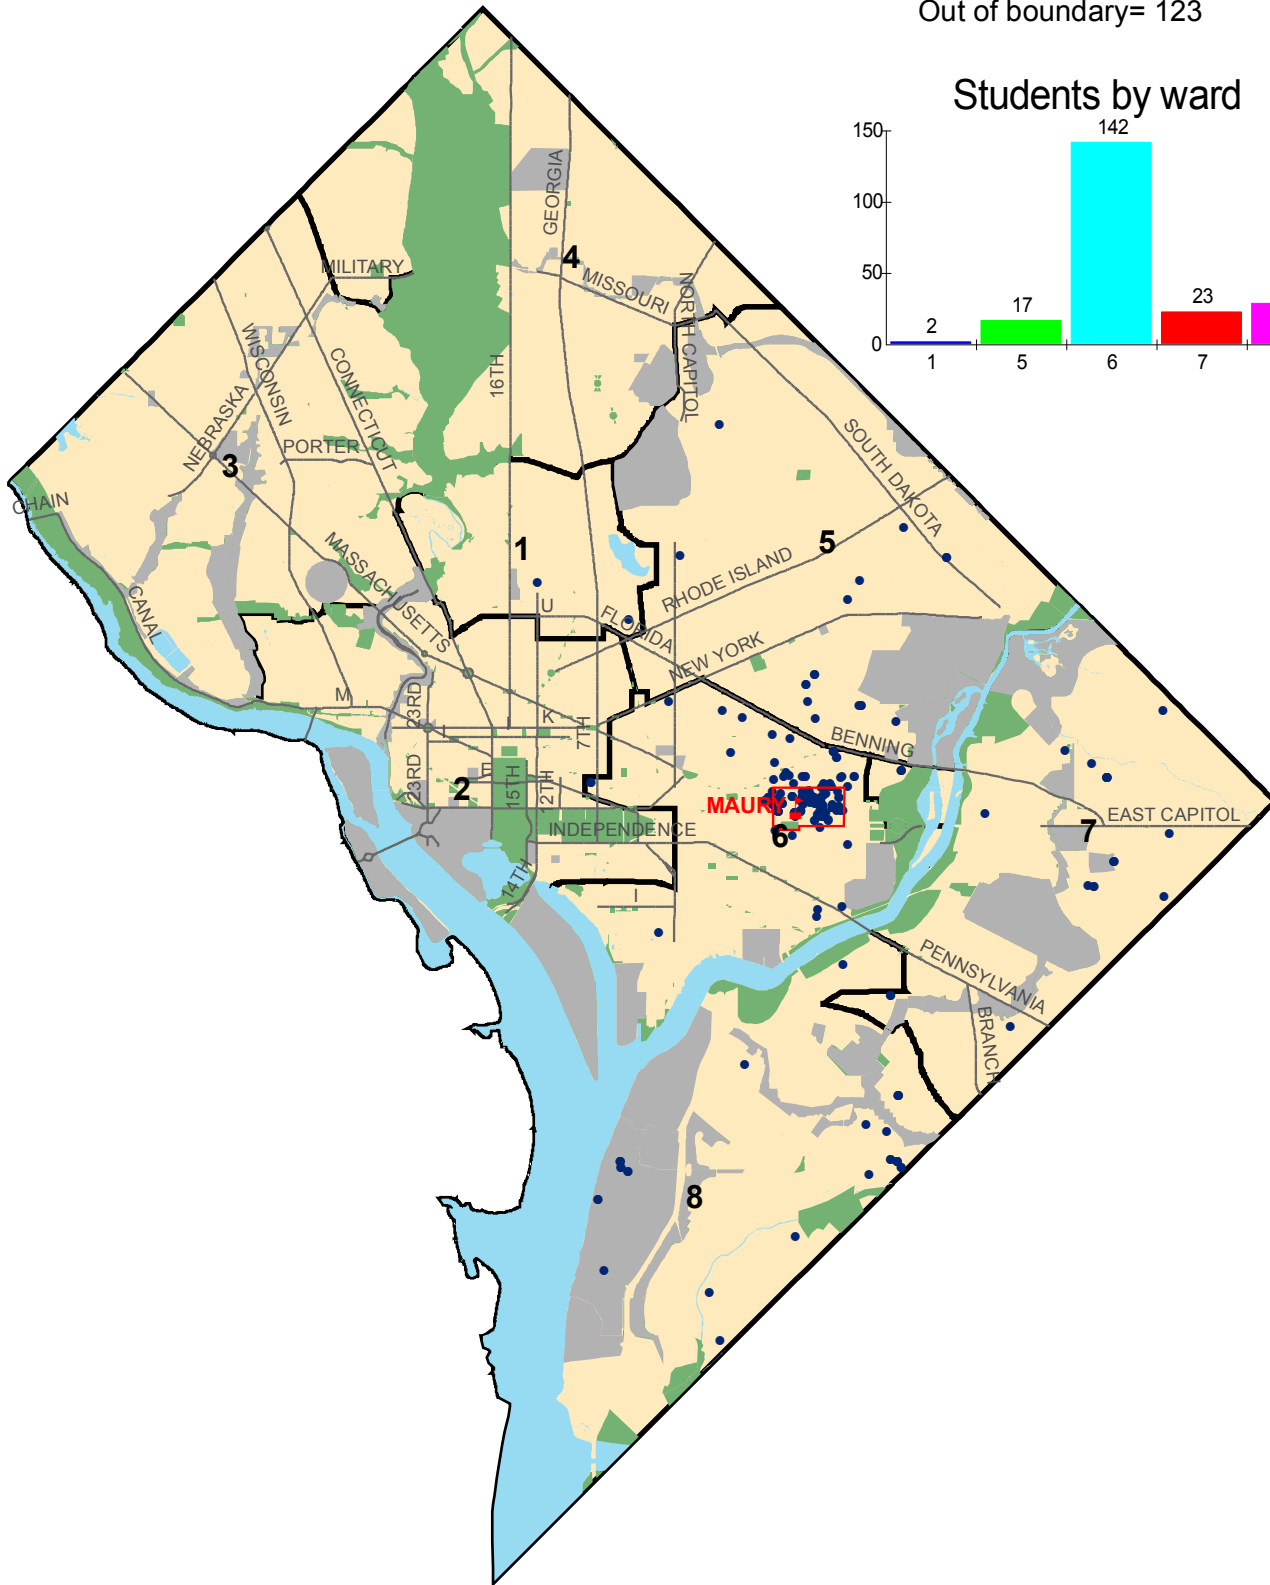 Out of boundary= 123
Students by ward
150
142
100
50
23
17
2
0
1
5
6
7
GEORGIA
4
MILITARY
MISSOURI
NORTH CAPITOL
WISCONSIN
CONNECTICUT
16TH
NEBRASKA
PORTER
3
SOUTH DAKOTA
CHAIN
MASSACHUSETTS
1
5
RHODE ISLAND
CANAL
U
FLORIDA
NEW YORK
M
23RD
K
7TH
BENNING
I
E
23RD
2
15TH
12TH
MAURY
6
EAST CAPITOL
7
INDEPENDENCE
14TH
I
PENNSYLVANIA
BRANCH
8